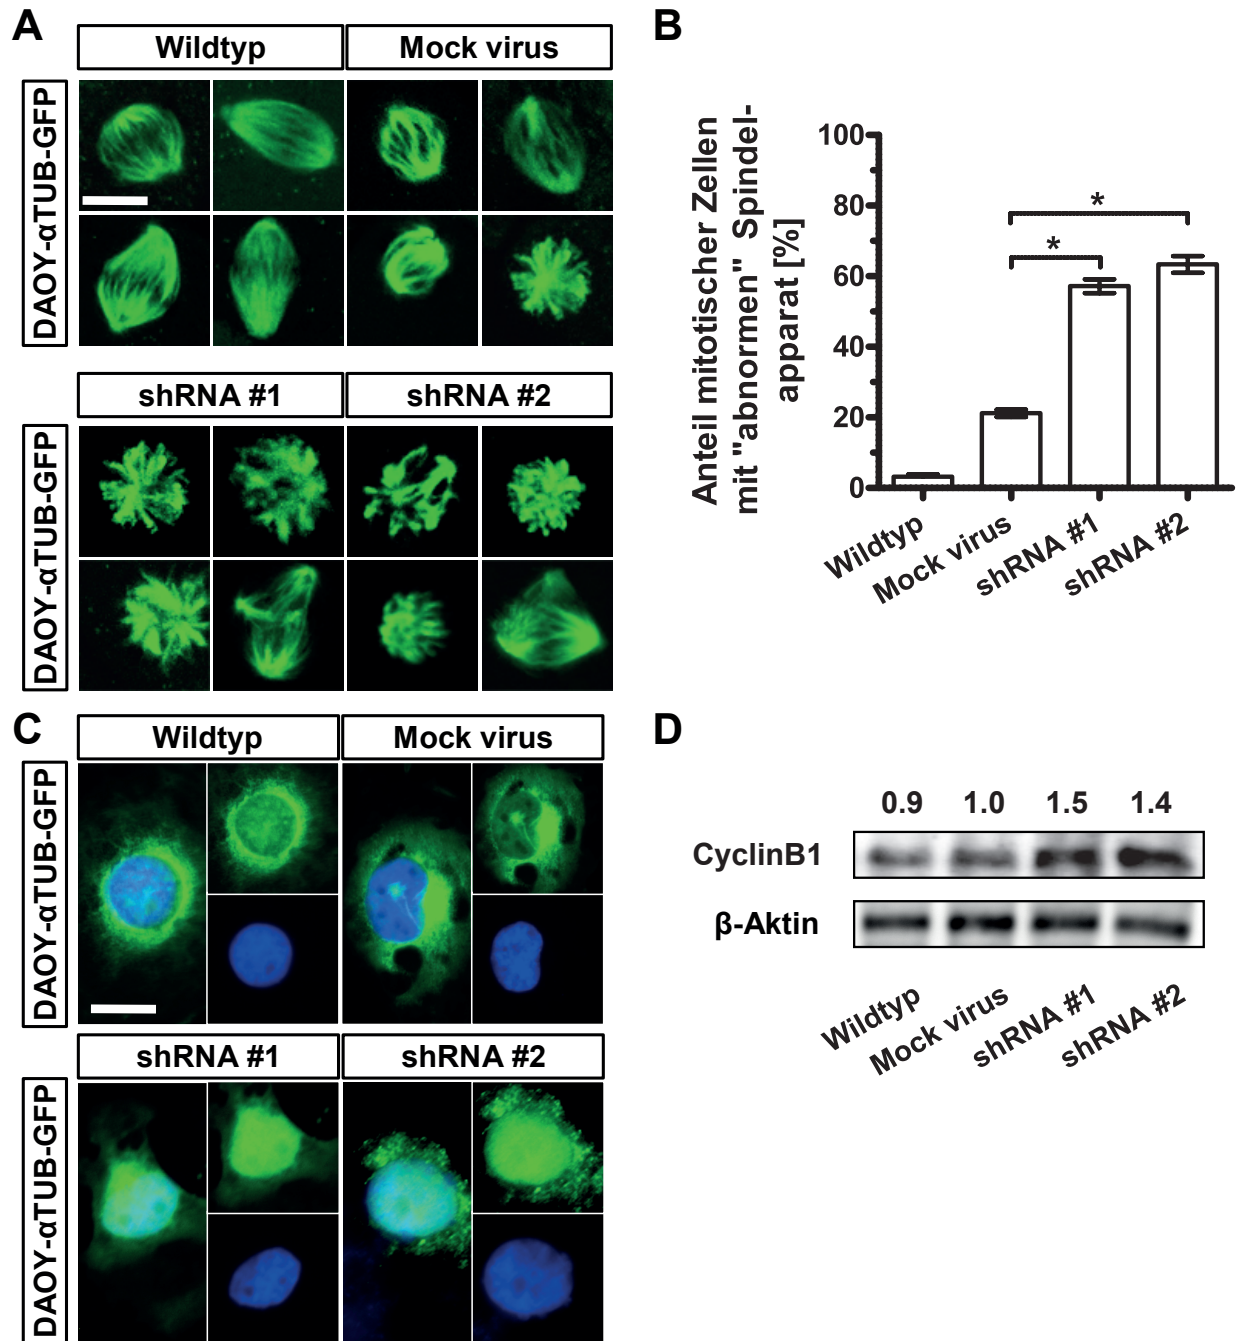 A
Wildtyp
Mock virus
DAOY-αTUB-GFP
shRNA #1
shRNA #2
DAOY-αTUB-GFP
B
Anteil mitotischer Zellen
mit "abnormen" Spindel-
apparat [%]
100
80
60
40
20
0
*
*
Wildtyp
Mock virus
shRNA #1
shRNA #2
C
Wildtyp
Mock virus
DAOY-αTUB-GFP
shRNA #1
shRNA #2
DAOY-αTUB-GFP
D
0.9 1.0 1.5 1.4
CyclinB1
β-Aktin
Wildtyp
Mock virus
shRNA #1
shRNA #2